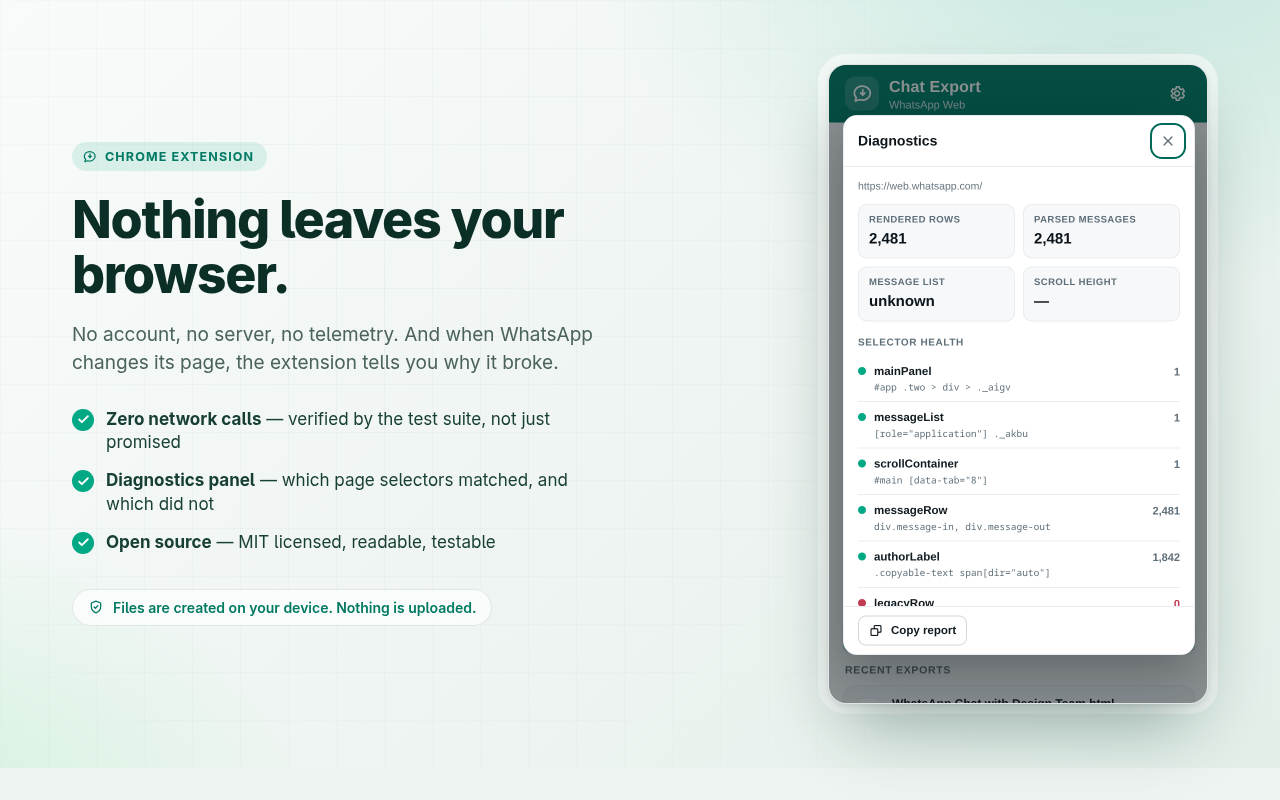 CHROME EXTENSION
Nothing leaves your
browser.
No account, no server, no telemetry. And when WhatsApp
changes its page, the extension tells you why it broke.
Zero network calls — verified by the test suite, not just
promised
Diagnostics panel — which page selectors matched, and
which did not
Open source — MIT licensed, readable, testable
Files are created on your device. Nothing is uploaded.
Chat Export
WhatsApp Web
Diagnostics
https://web.whatsapp.com/
RENDERED ROWS
2,481
PARSED MESSAGES
2,481
MESSAGE LIST
unknown
SCROLL HEIGHT
—
SELECTOR HEALTH
mainPanel 1
#app .two > div > ._aigv
messageList 1
[role="application"] ._akbu
scrollContainer 1
#main [data-tab="8"]
messageRow 2,481
div.message-in, div.message-out
authorLabel 1,842
.copyable-text span[dir="auto"]
legacyRow 0
Copy report
RECENT EXPORTS
WhatsApp Chat with Design Team.html